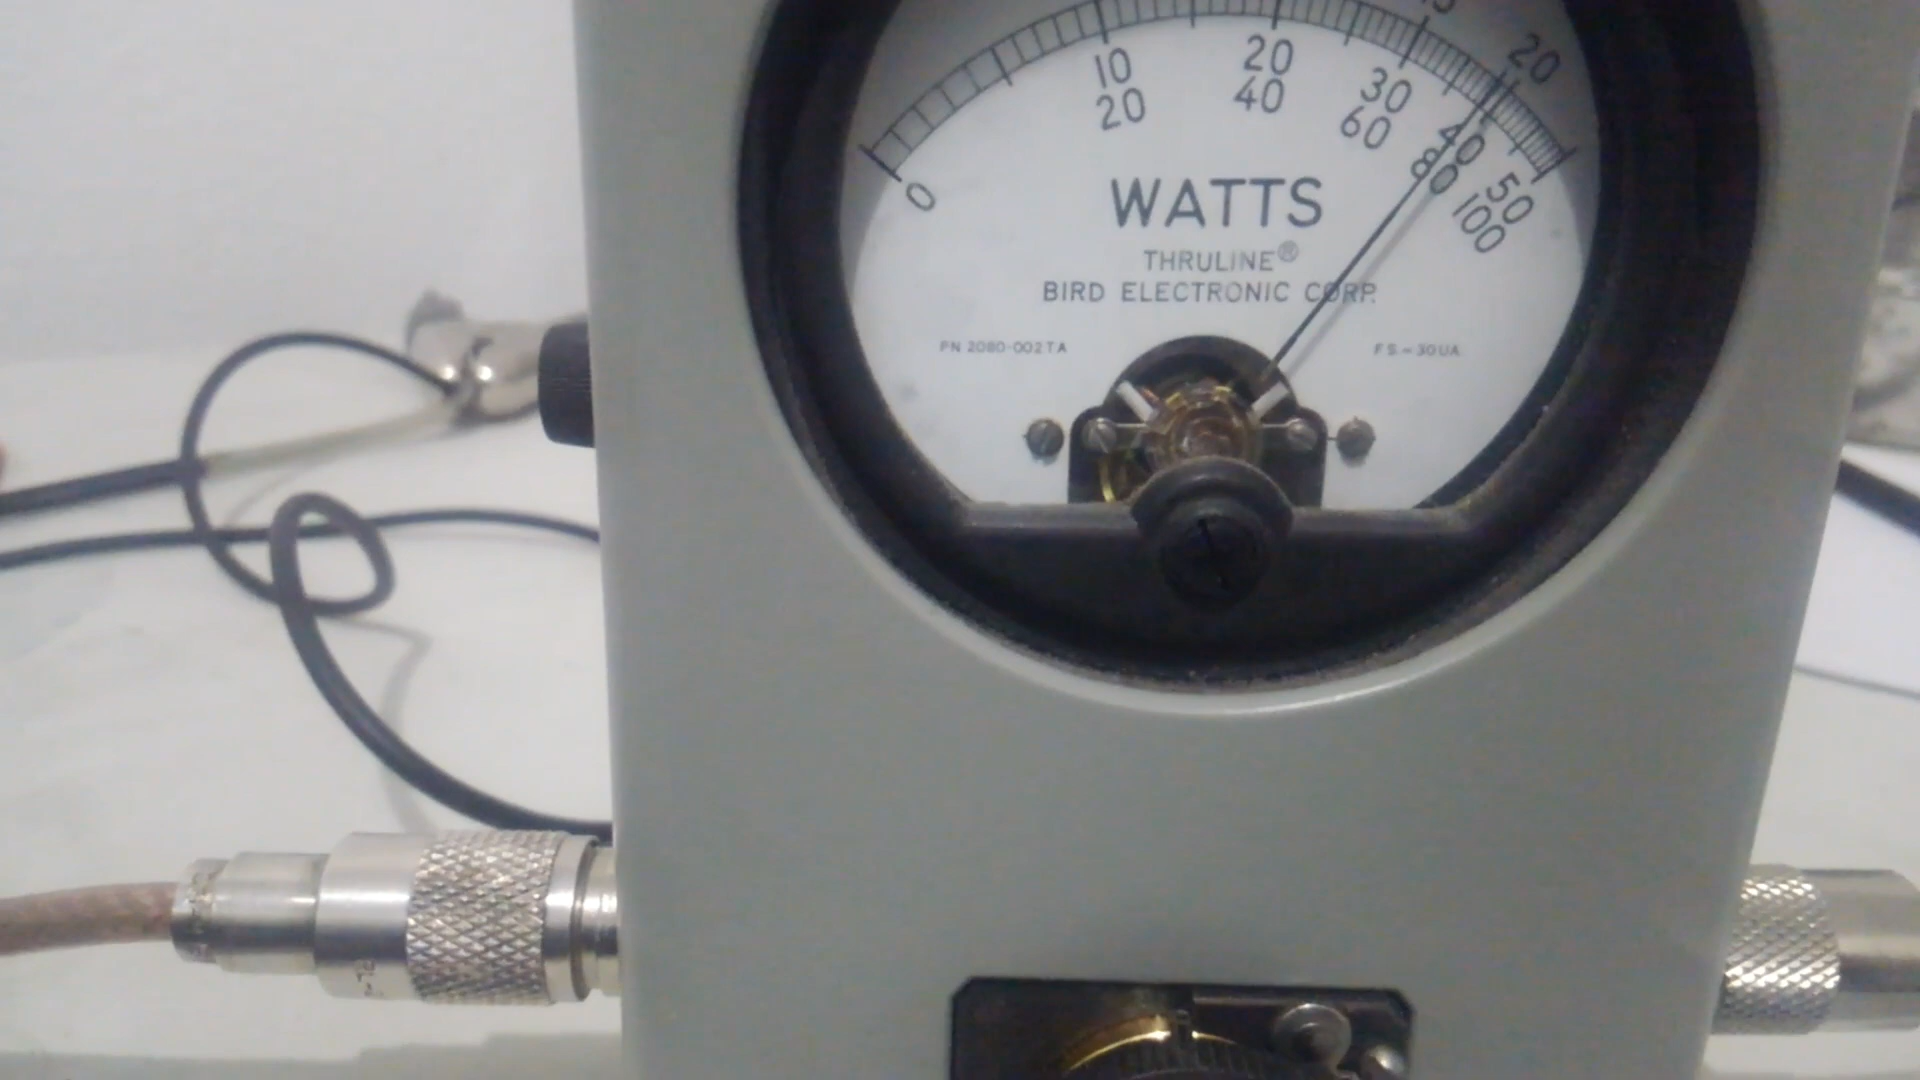 15 20
10 20 30 40 50
0 20 40 60 80 100
WATTS
THRULINE®
BIRD ELECTRONIC CORP.
PN 2080-002TA FS-30UA